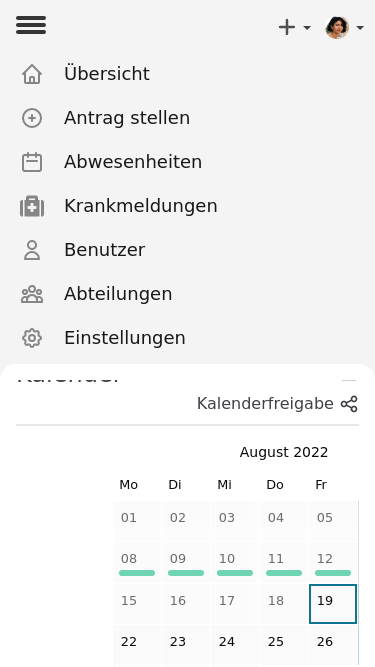 Übersicht
Antrag stellen
Abwesenheiten
Krankmeldungen
Benutzer
Abteilungen
Einstellungen
Kalender
Kalenderfreigabe
August 2022
Mo Di Mi Do Fr
01 02 03 04 05
08 09 10 11 12
15 16 17 18 19
22 23 24 25 26